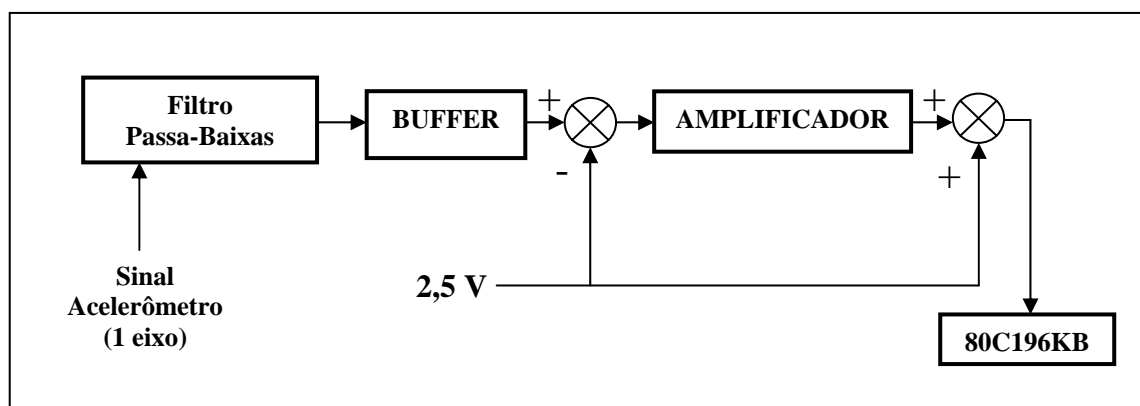 Filtro
Passa-Baixas
BUFFER
+
-
AMPLIFICADOR
+
+
Sinal
Acelerômetro
(1 eixo)
2,5 V
80C196KB